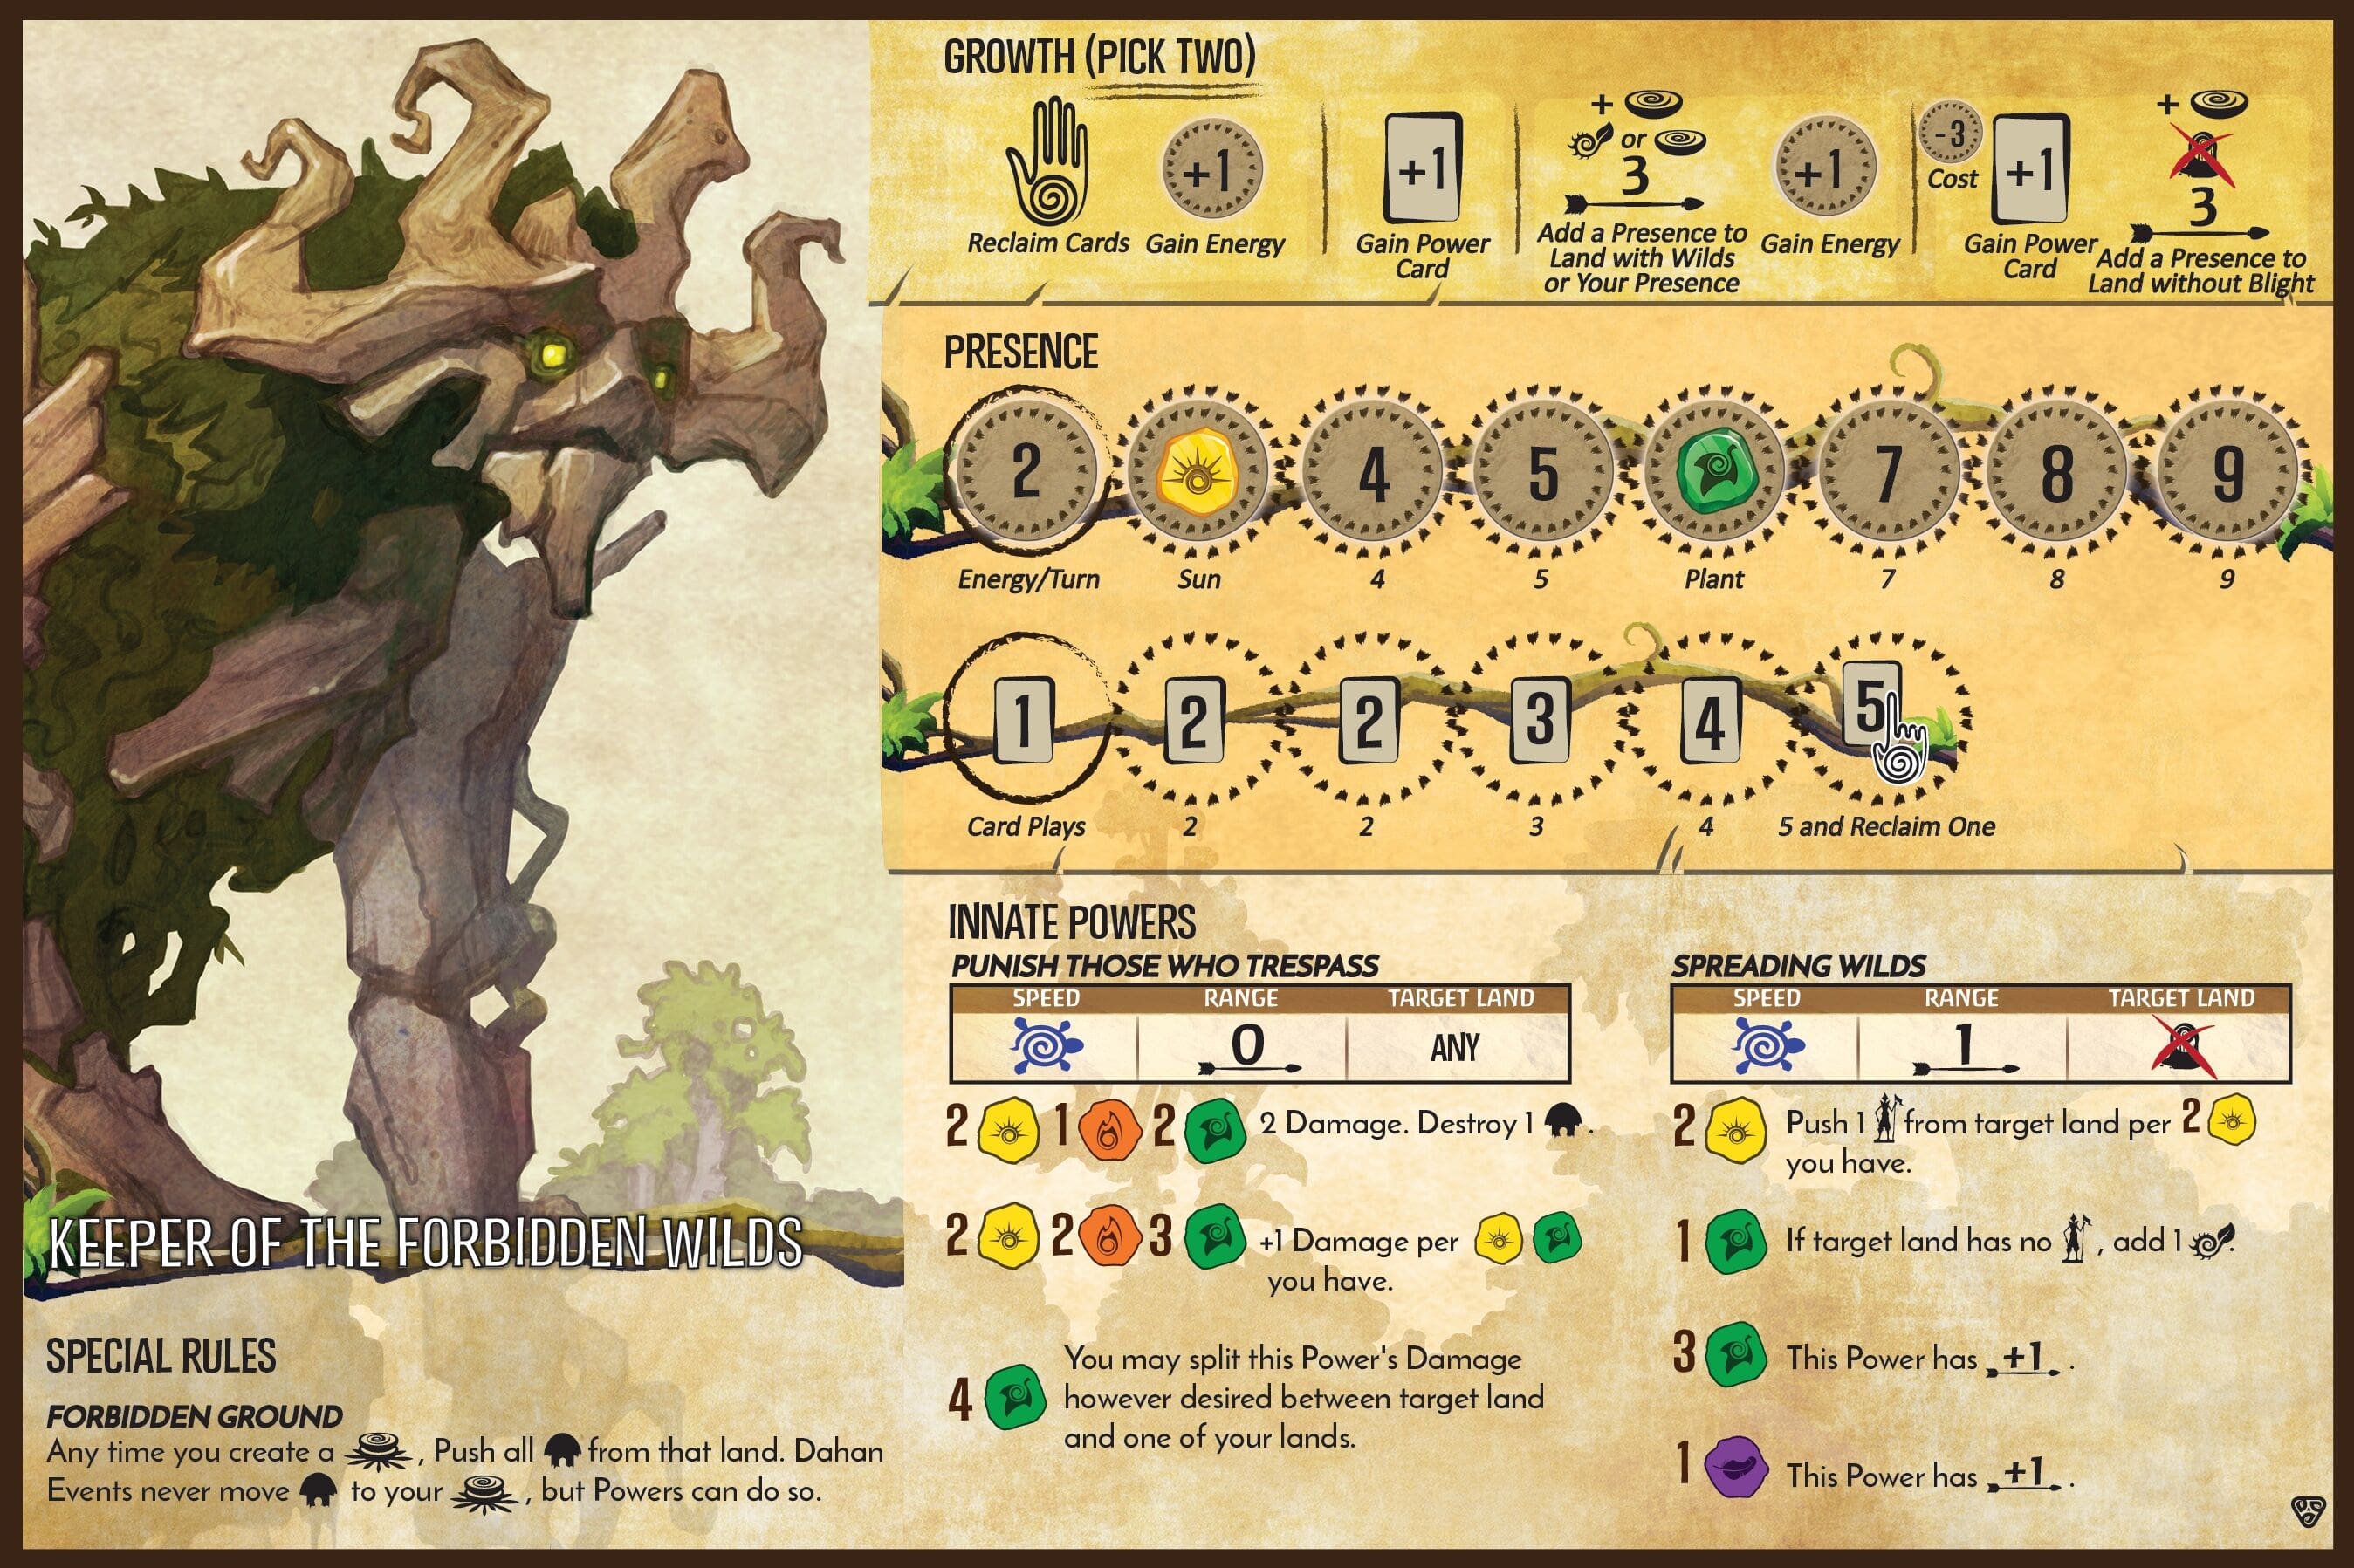 GROWTH (PICK TWO)
+1
Reclaim Cards
Gain Energy
+1
Gain Power
Card
+
or
3
Add a Presence to
Land with Wilds
or Your Presence
+1
Gain Energy
-3
Cost
+1
Gain Power
Card
+
3
Add a Presence to
Land without Blight
PRESENCE
2 4 5 7 8 9
Energy/Turn Sun 4 5 Plant 7 8 9
1 2 2 3 4 5
Card Plays 2 2 3 4 5 and Reclaim One
INNATE POWERS
PUNISH THOSE WHO TRESPASS
SPEED RANGE TARGET LAND
0 ANY
2 1 2 2 Damage. Destroy 1 .
2 2 3 +1 Damage per
you have.
4 You may split this Power's Damage
however desired between target land
and one of your lands.
SPREADING WILDS
SPEED RANGE TARGET LAND
1
2 Push 1 from target land per 2
you have.
1 If target land has no , add 1 .
3 This Power has +1 .
1 This Power has +1 .
KEEPER OF THE FORBIDDEN WILDS
SPECIAL RULES
FORBIDDEN GROUND
Any time you create a , Push all from that land. Dahan
Events never move to your , but Powers can do so.